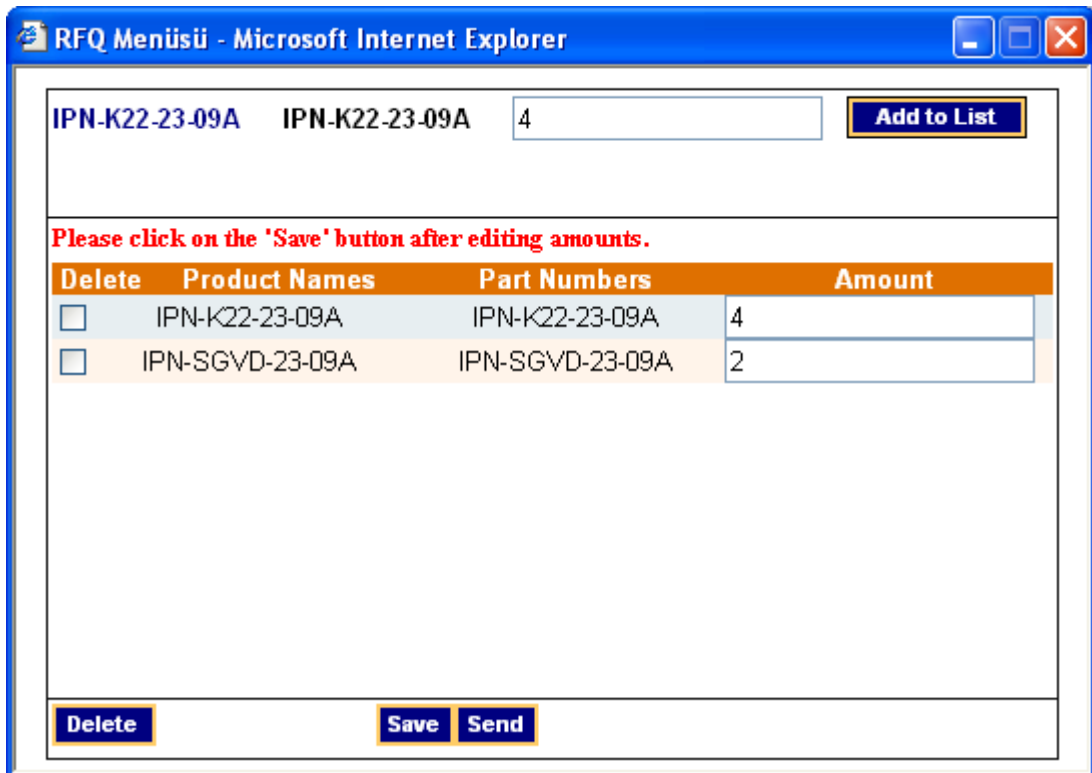 RFQ Menüsü - Microsoft Internet Explorer
IPN-K22-23-09A IPN-K22-23-09A 4 Add to List
Please click on the 'Save' button after editing amounts.
Delete Product Names Part Numbers Amount
IPN-K22-23-09A IPN-K22-23-09A 4
IPN-SGVD-23-09A IPN-SGVD-23-09A 2
Delete Save Send